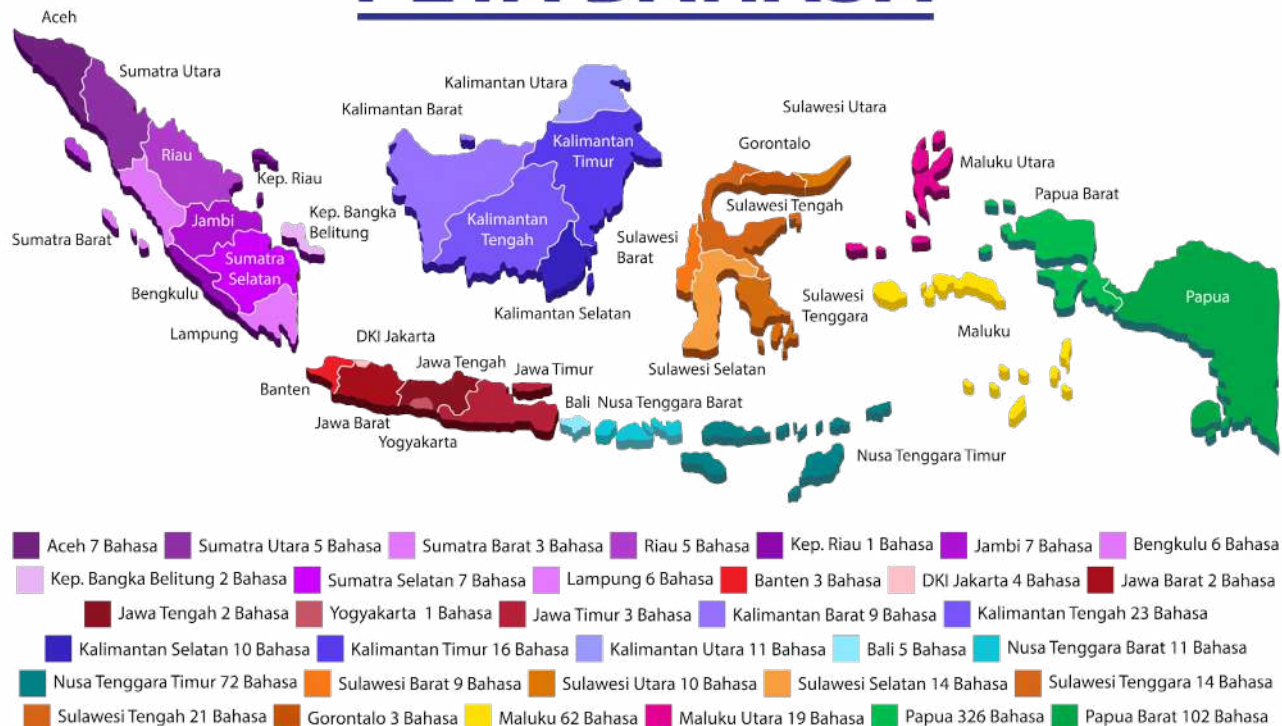 Aceh
Sumatra Utara
Kalimantan Utara
Kalimantan Barat
Sulawesi Utara
Riau
Kalimantan
Timur
Gorontalo
Maluku Utara
Kep. Riau
Papua Barat
Jambi
Kep. Bangka
Belitung
Kalimantan
Tengah
Sulawesi Tengah
Sumatra Barat
Sulawesi
Barat
Sumatra
Selatan
Bengkulu
Sulawesi
Tenggara
Papua
Kalimantan Selatan
Lampung
Maluku
DKI Jakarta
Jawa Tengah
Jawa Timur
Sulawesi Selatan
Banten
Bali
Nusa Tenggara Barat
Jawa Barat
Yogyakarta
Nusa Tenggara Timur
Aceh 7 Bahasa Sumatra Utara 5 Bahasa Sumatra Barat 3 Bahasa Riau 5 Bahasa Kep. Riau 1 Bahasa Jambi 7 Bahasa Bengkulu 6 Bahasa
Kep. Bangka Belitung 2 Bahasa Sumatra Selatan 7 Bahasa Lampung 6 Bahasa Banten 3 Bahasa DKI Jakarta 4 Bahasa Jawa Barat 2 Bahasa
Jawa Tengah 2 Bahasa Yogyakarta 1 Bahasa Jawa Timur 3 Bahasa Kalimantan Barat 9 Bahasa Kalimantan Tengah 23 Bahasa
Kalimantan Selatan 10 Bahasa Kalimantan Timur 16 Bahasa Kalimantan Utara 11 Bahasa Bali 5 Bahasa Nusa Tenggara Barat 11 Bahasa
Nusa Tenggara Timur 72 Bahasa Sulawesi Barat 9 Bahasa Sulawesi Utara 10 Bahasa Sulawesi Selatan 14 Bahasa Sulawesi Tenggara 14 Bahasa
Sulawesi Tengah 21 Bahasa Gorontalo 3 Bahasa Maluku 62 Bahasa Maluku Utara 19 Bahasa Papua 326 Bahasa Papua Barat 102 Bahasa